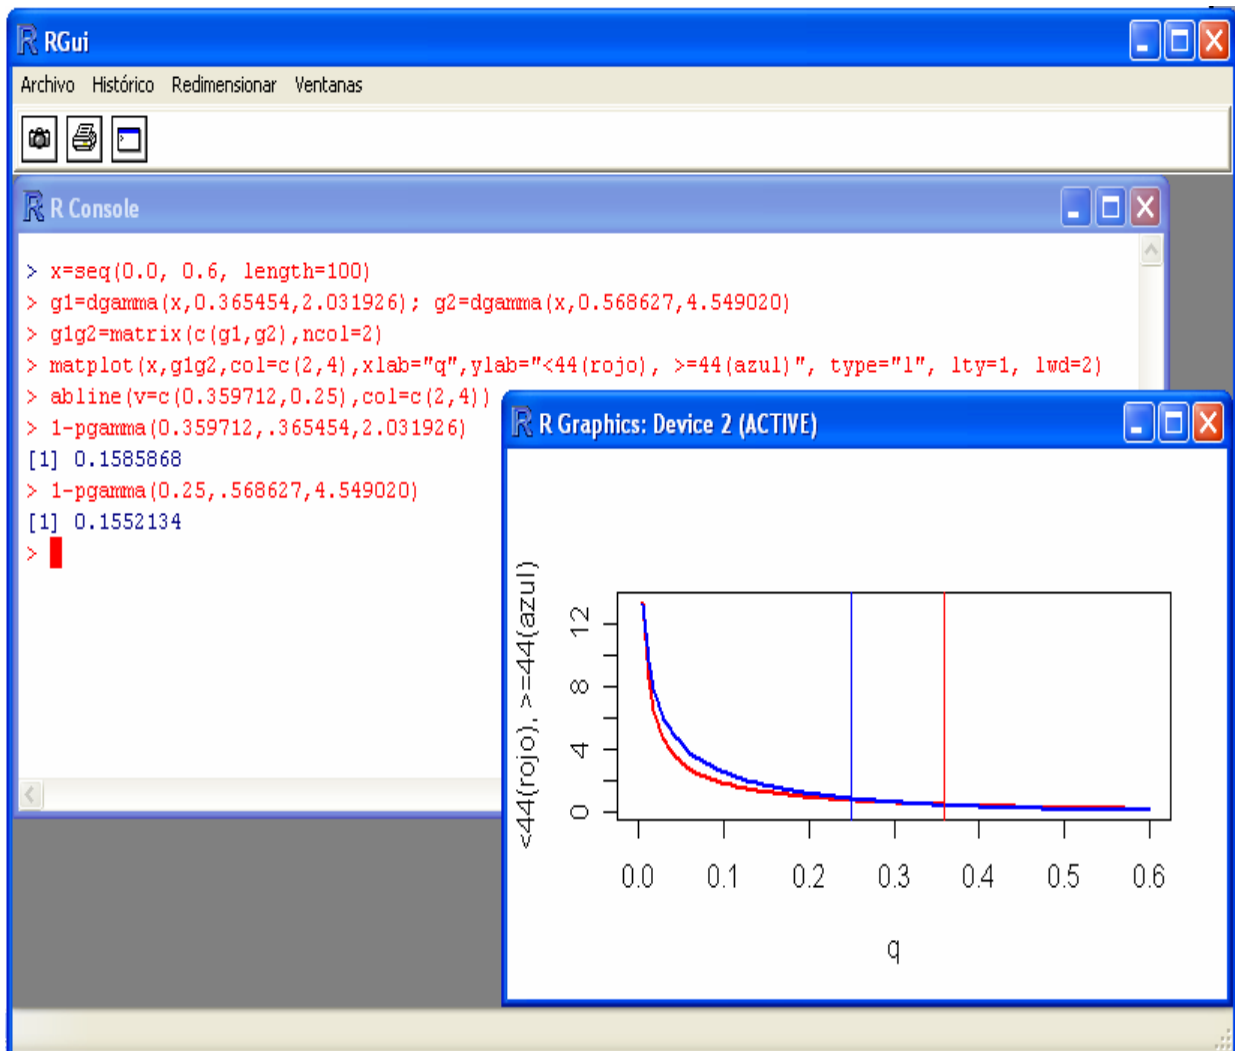 RGui
Archivo Histórico Redimensionar Ventanas
R Console
> x=seq(0.0, 0.6, length=100)
> g1=dgamma(x,0.365454,2.031926); g2=dgamma(x,0.568627,4.549020)
> g1g2=matrix(c(g1,g2),ncol=2)
> matplot(x,g1g2,col=c(2,4),xlab="q",ylab="<44(rojo), >=44(azul)", type="l", lty=1, lwd=2)
> abline(v=c(0.359712,0.25),col=c(2,4))
> 1-pgamma(0.359712,.365454,2.031926)
[1] 0.1585868
> 1-pgamma(0.25,.568627,4.549020)
[1] 0.1552134
>
R Graphics: Device 2 (ACTIVE)
<44(rojo), >=44(azul)
12
8
4
0
0.0 0.1 0.2 0.3 0.4 0.5 0.6
q